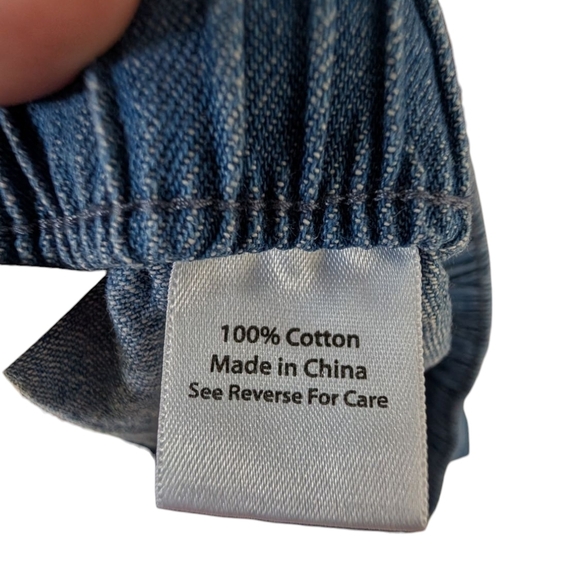 100% Cotton
Made in China
See Reverse For Care